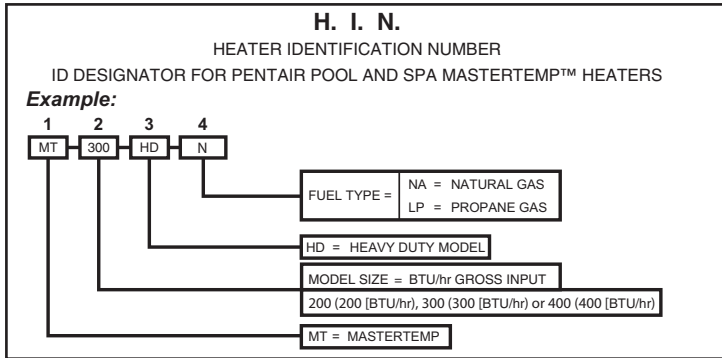 H. I. N.
HEATER IDENTIFICATION NUMBER
ID DESIGNATOR FOR PENTAIR POOL AND SPA MASTERTEMP™ HEATERS
Example:
1 2 3 4
MT 300 HD N
FUEL TYPE = NA = NATURAL GAS
LP = PROPANE GAS
HD = HEAVY DUTY MODEL
MODEL SIZE = BTU/hr GROSS INPUT
200 (200 [BTU/hr), 300 (300 [BTU/hr) or 400 (400 [BTU/hr)
MT = MASTERTEMP